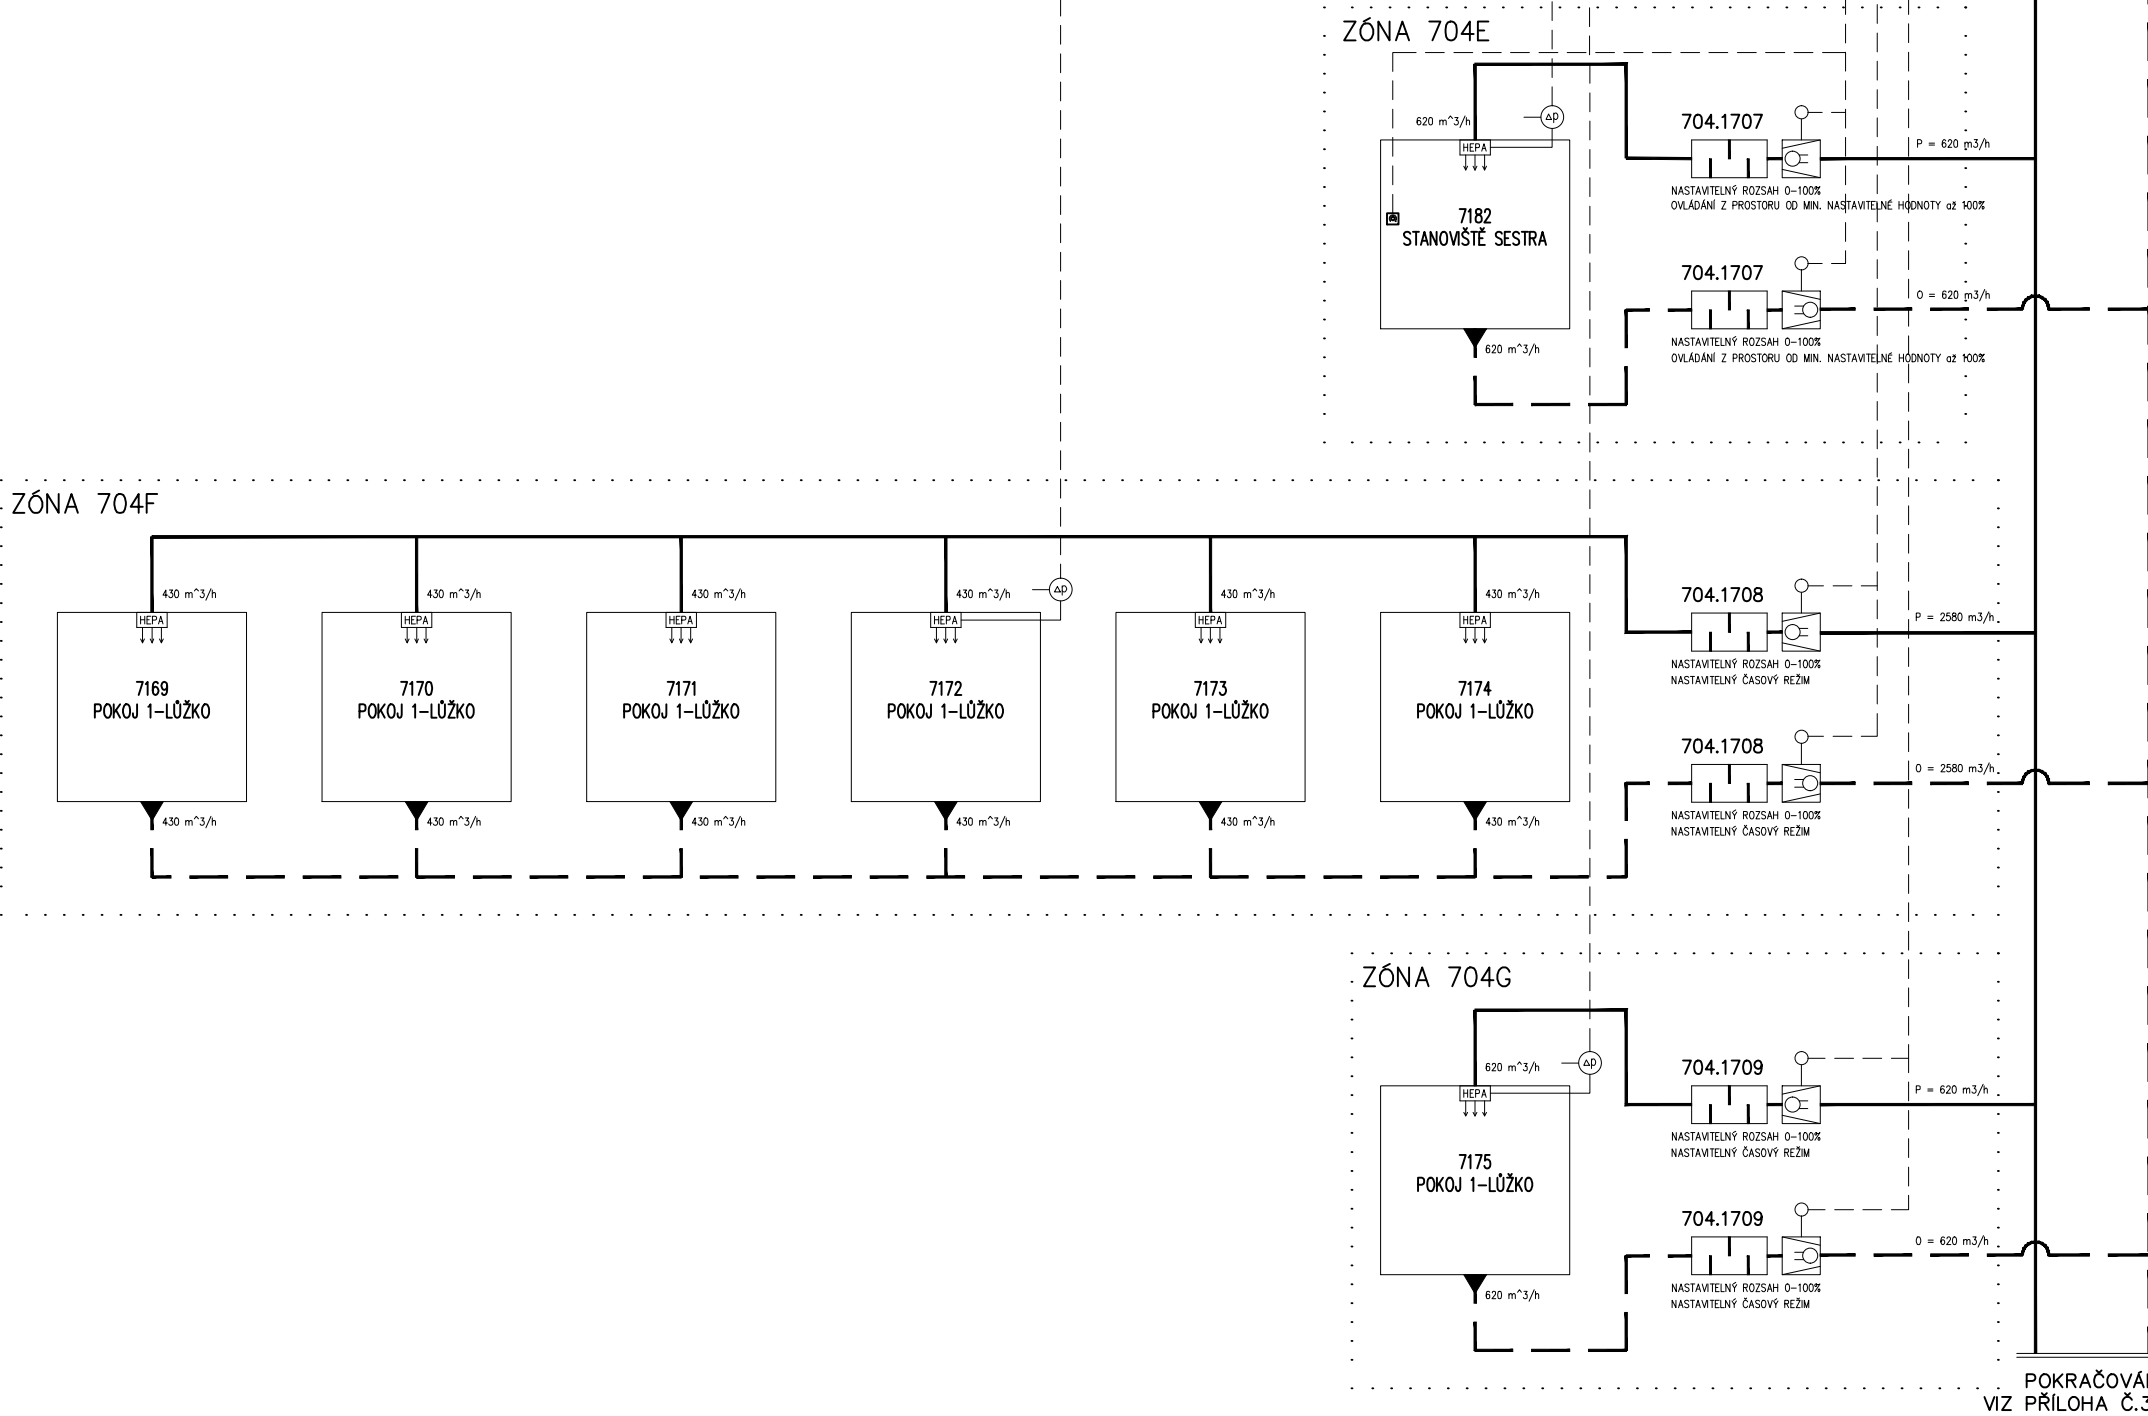 ZÓNA 704E
620 m^3/h
Δp
HEPA
7182
STANOVIŠTĚ SESTRA
620 m^3/h
704.1707
P = 620 m3/h
NASTAVITELNÝ ROZSAH 0-100%
OVLÁDÁNÍ Z PROSTORU OD MIN. NASTAVITELNÉ HODNOTY až 100%
704.1707
O = 620 m3/h
NASTAVITELNÝ ROZSAH 0-100%
OVLÁDÁNÍ Z PROSTORU OD MIN. NASTAVITELNÉ HODNOTY až 100%
ZÓNA 704F
430 m^3/h
HEPA
7169
POKOJ 1-LŮŽKO
430 m^3/h
430 m^3/h
HEPA
7170
POKOJ 1-LŮŽKO
430 m^3/h
430 m^3/h
HEPA
7171
POKOJ 1-LŮŽKO
430 m^3/h
430 m^3/h
Δp
HEPA
7172
POKOJ 1-LŮŽKO
430 m^3/h
430 m^3/h
HEPA
7173
POKOJ 1-LŮŽKO
430 m^3/h
430 m^3/h
HEPA
7174
POKOJ 1-LŮŽKO
430 m^3/h
704.1708
P = 2580 m3/h
NASTAVITELNÝ ROZSAH 0-100%
NASTAVITELNÝ ČASOVÝ REŽIM
704.1708
O = 2580 m3/h
NASTAVITELNÝ ROZSAH 0-100%
NASTAVITELNÝ ČASOVÝ REŽIM
ZÓNA 704G
620 m^3/h
Δp
HEPA
7175
POKOJ 1-LŮŽKO
620 m^3/h
704.1709
P = 620 m3/h
NASTAVITELNÝ ROZSAH 0-100%
NASTAVITELNÝ ČASOVÝ REŽIM
704.1709
O = 620 m3/h
NASTAVITELNÝ ROZSAH 0-100%
NASTAVITELNÝ ČASOVÝ REŽIM
VIZ PŘÍLOHA Č.3